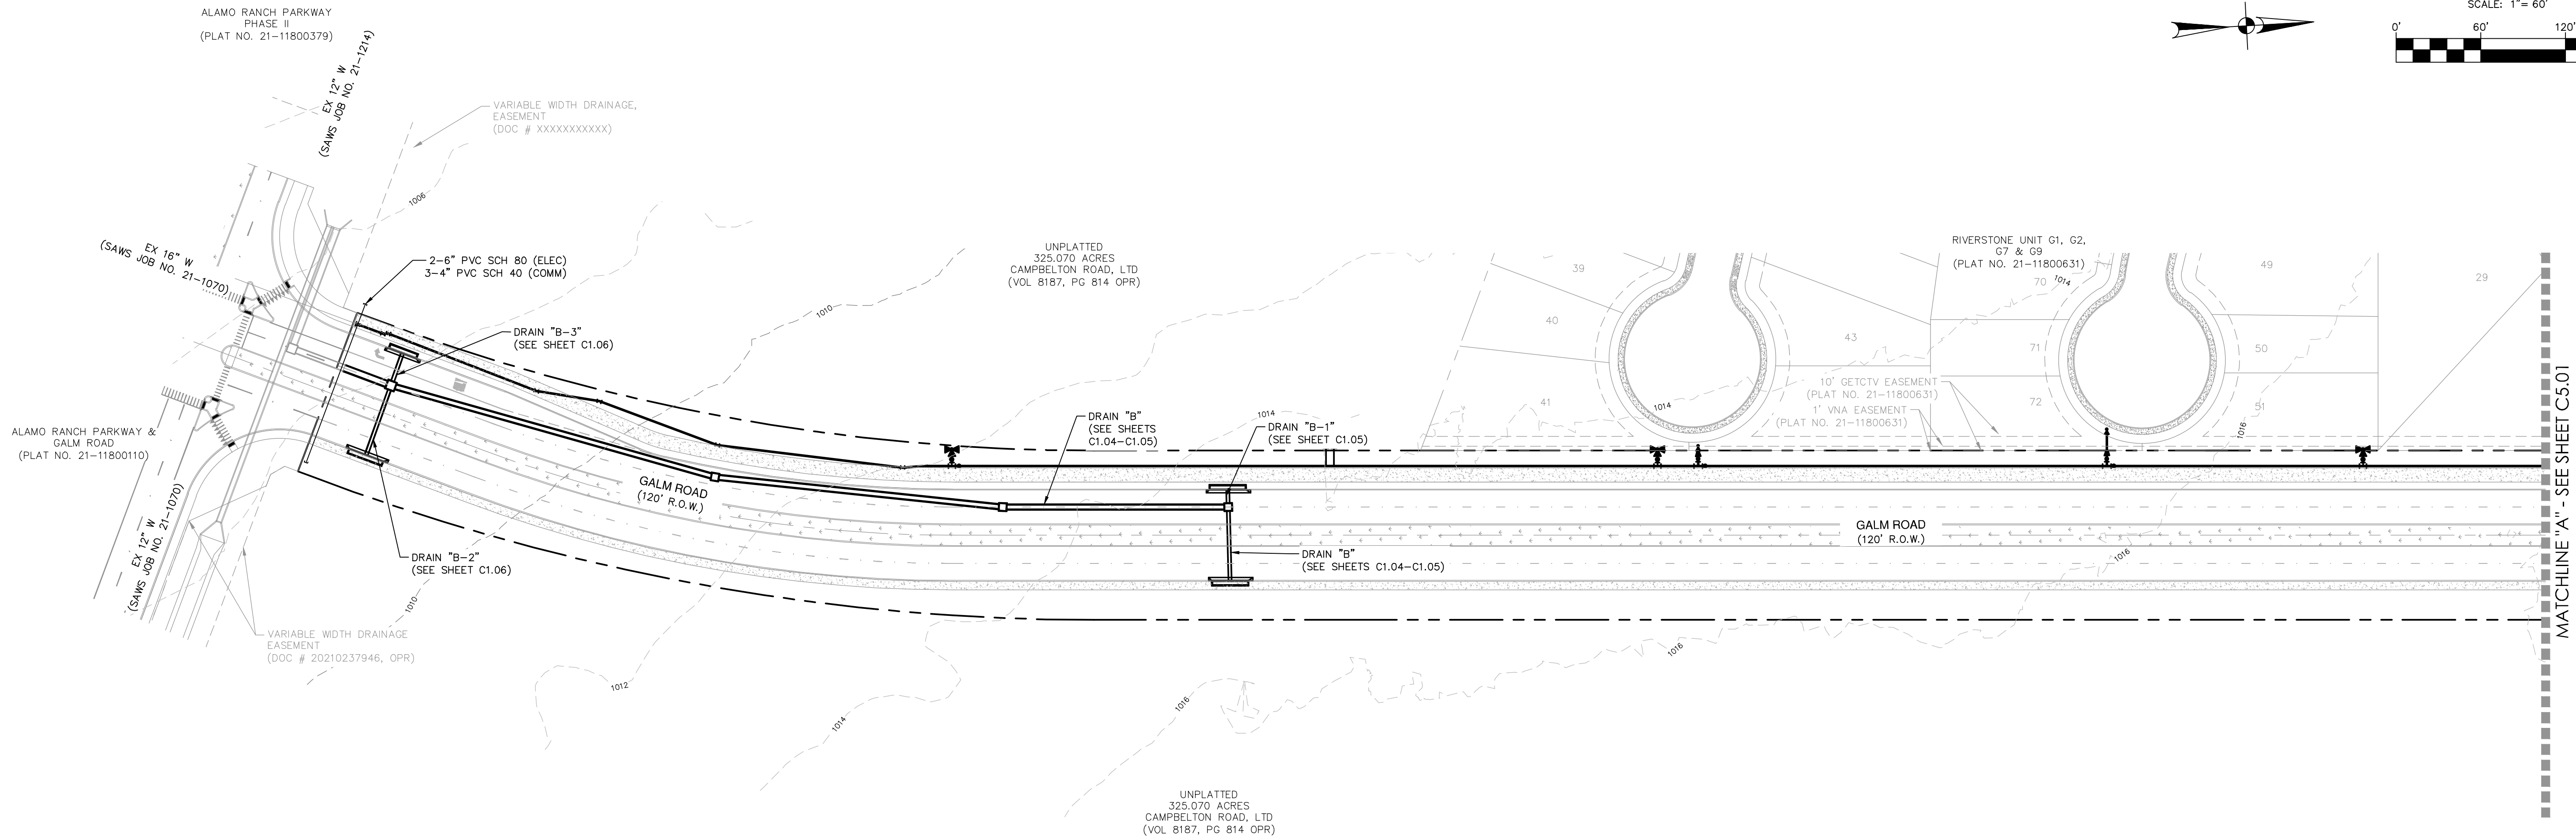 ALAMO RANCH PARKWAY
PHASE II
(PLAT NO. 21-11800379)
EX 12" W
(SAWS JOB NO. 21-1214)
VARIABLE WIDTH DRAINAGE,
EASEMENT
(DOC # XXXXXXXXXXX)
SCALE: 1"= 60'
0'
60'
120'
1006
EX 16" W
(SAWS JOB NO. 21-1070)
2-6" PVC SCH 80 (ELEC)
3-4" PVC SCH 40 (COMM)
DRAIN "B-3"
(SEE SHEET C1.06)
1010
UNPLATTED
325.070 ACRES
CAMPBELTON ROAD, LTD
(VOL 8187, PG 814 OPR)
RIVERSTONE UNIT G1, G2,
G7 & G9
(PLAT NO. 21-11800631)
39
40
41
43
70
1014
71
72
49
50
51
29
10' GETCTV EASEMENT
(PLAT NO. 21-11800631)
1' VNA EASEMENT
(PLAT NO. 21-11800631)
1014
1014
1016
DRAIN "B"
(SEE SHEETS
C1.04-C1.05)
DRAIN "B-1"
(SEE SHEET C1.05)
ALAMO RANCH PARKWAY &
GALM ROAD
(PLAT NO. 21-11800110)
GALM ROAD
(120' R.O.W.)
GALM ROAD
(120' R.O.W.)
MATCHLINE "A" - SEE SHEET C5.01
EX 12" W
(SAWS JOB NO. 21-1070)
DRAIN "B-2"
(SEE SHEET C1.06)
DRAIN "B"
(SEE SHEETS C1.04-C1.05)
1016
1010
VARIABLE WIDTH DRAINAGE
EASEMENT
(DOC # 20210237946, OPR)
1012
1014
1016
1016
UNPLATTED
325.070 ACRES
CAMPBELTON ROAD, LTD
(VOL 8187, PG 814 OPR)